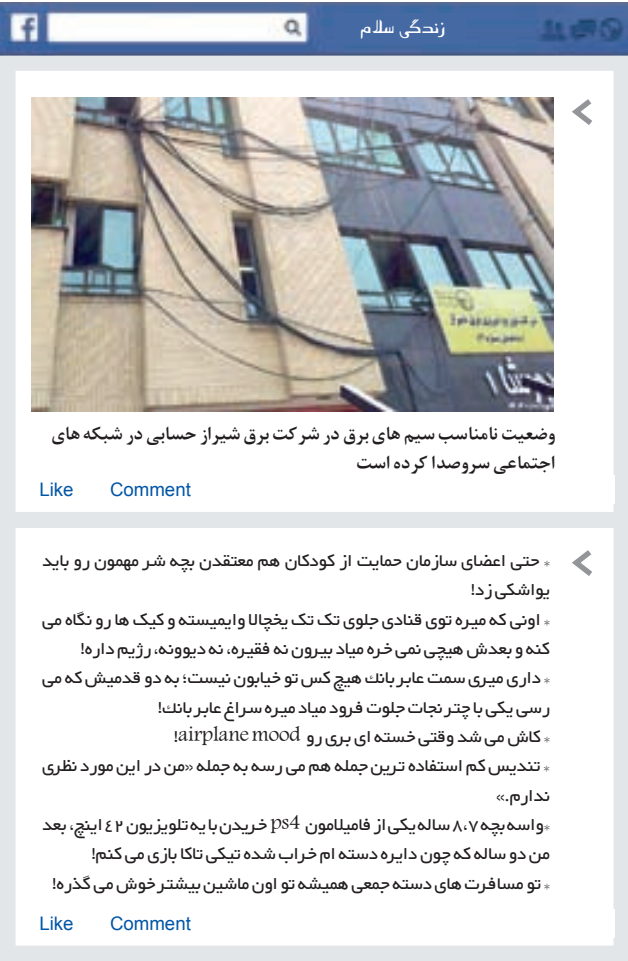 زندگی سلام
وضعیت نامناسب سیم های برق در شرکت برق شیراز حسابی در شبکه های
اجتماعی سروصدا کرده است
Like Comment
* حتی اعضای سازمان حمایت از کودکان هم معتقدن بچه شر مهمون رو باید
یواشکی زد!
* اونی که میره توی قنادی جلوی تک تک یخچالا وایمیسته و کیک ها رو نگاه می
کنه و بعدش هیچی نمی خره میاد بیرون نه فقیره، نه دیوونه، رژیم داره!
* داری میری سمت عابر بانك هیچ کس تو خیابون نیست؛ به دو قدمیش که می
رسی یکی با چتر نجات جلوت فرود میاد میره سراغ عابر بانك!
* کاش می شد وقتی خسته ای بری رو airplane mood!
* تندیس کم استفاده ترین جمله هم می رسه به جمله «من در این مورد نظری
ندارم.»
*واسه بچه ۸،۷ ساله یکی از فامیلامون ps4 خریدن با یه تلویزیون ٤۲ اینچ، بعد
من دو ساله که چون دایره دسته ام خراب شده تیکی تاکا بازی می کنم!
* تو مسافرت های دسته جمعی همیشه تو اون ماشین بیشتر خوش می گذره!
Like Comment